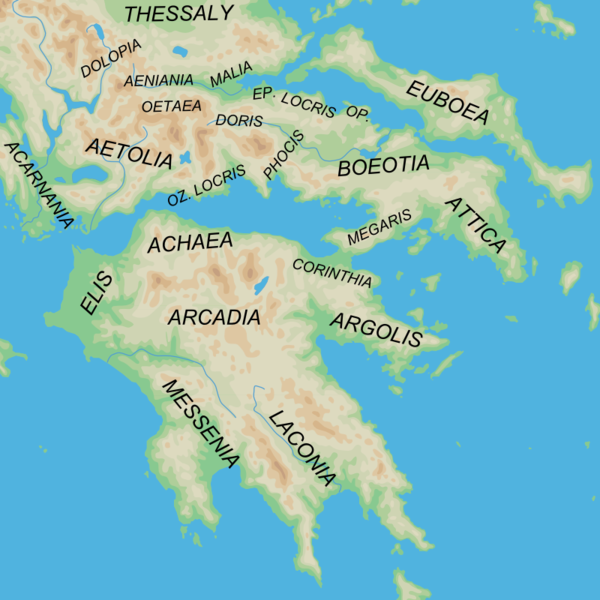 THESSALY
DOLOPIA
AENIANIA
MALIA
EUBOEA
EP. LOCRIS OP.
OETAEA
DORIS
AETOLIA
PHOCIS
BOEOTIA
ACARNANIA
OZ. LOCRIS
ATTICA
MEGARIS
ACHAEA
CORINTHIA
ELIS
ARCADIA
ARGOLIS
MESSENIA
LACONIA